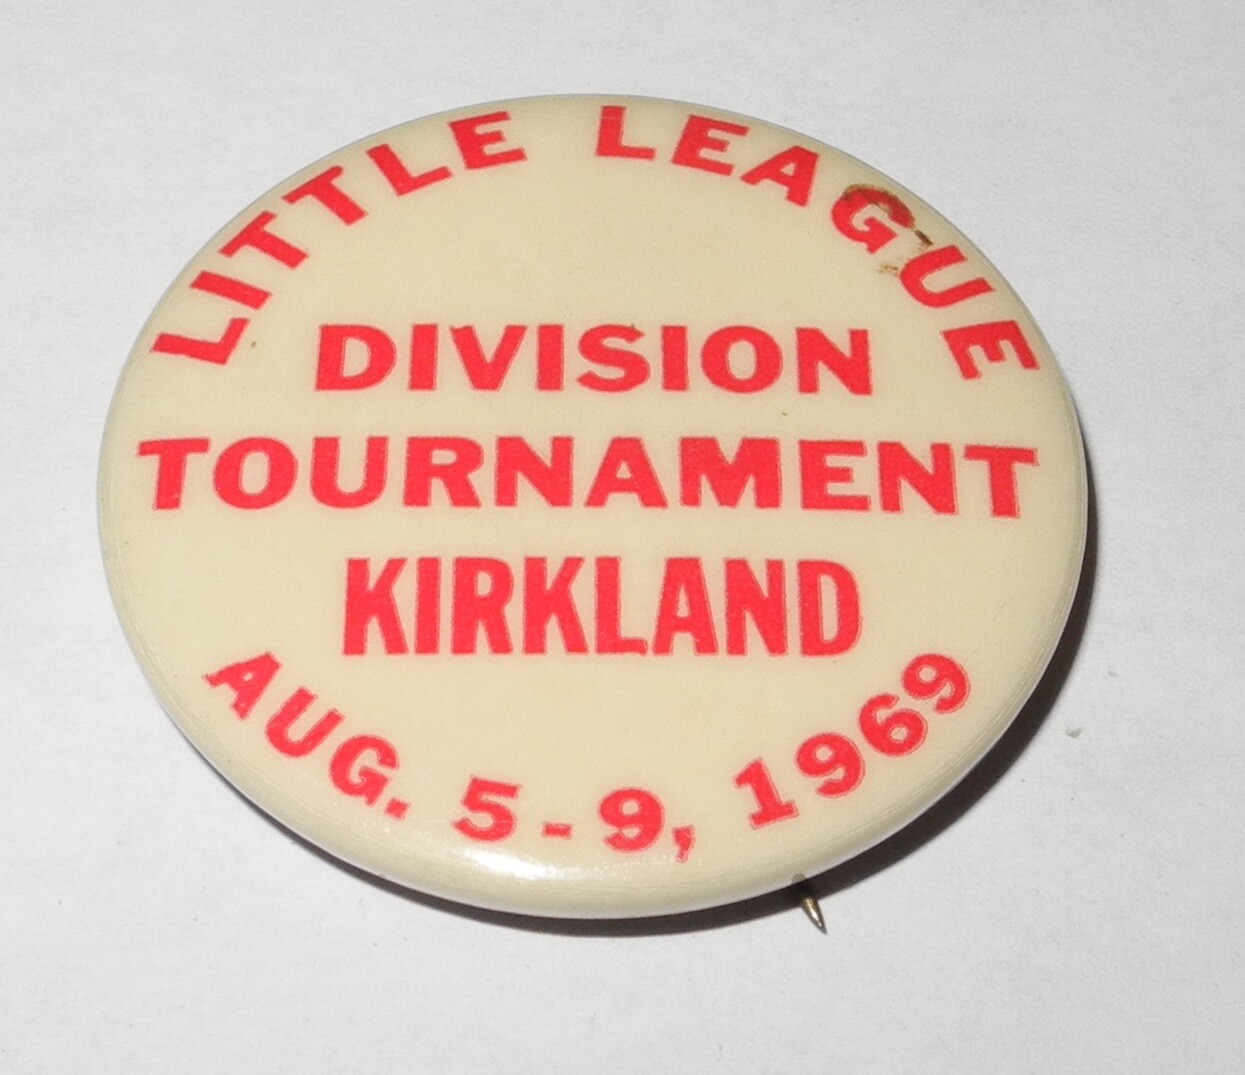 LITTLE LEAGUE
DIVISION
TOURNAMENT
KIRKLAND
AUG. 5-9, 1969